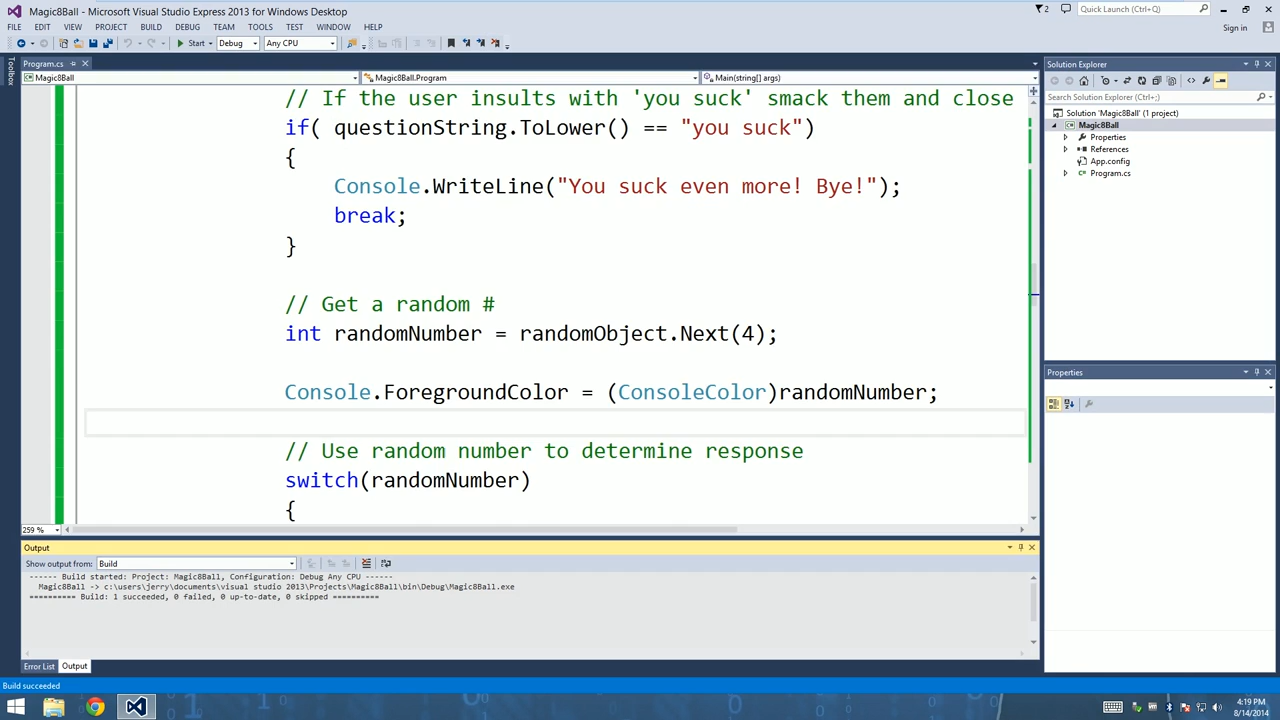 Magic8Ball - Microsoft Visual Studio Express 2013 for Windows Desktop
2
Quick Launch (Ctrl+Q)
FILE EDIT VIEW PROJECT BUILD DEBUG TEAM TOOLS TEST WINDOW HELP
Sign in
Start Debug Any CPU
Toolbox
Program.cs
Magic8Ball
Magic8Ball.Program
Main(string[] args)
// If the user insults with 'you suck' smack them and close
if( questionString.ToLower() == "you suck")
{
Console.WriteLine("You suck even more! Bye!");
break;
}
// Get a random #
int randomNumber = randomObject.Next(4);
Console.ForegroundColor = (ConsoleColor)randomNumber;
// Use random number to determine response
switch(randomNumber)
{
259 %
Solution Explorer
Search Solution Explorer (Ctrl+;)
Solution 'Magic8Ball' (1 project)
Magic8Ball
Properties
References
App.config
Program.cs
Properties
Output
Show output from: Build
------ Build started: Project: Magic8Ball, Configuration: Debug Any CPU ------
Magic8Ball -> c:\users\jerry\documents\visual studio 2013\Projects\Magic8Ball\bin\Debug\Magic8Ball.exe
========== Build: 1 succeeded, 0 failed, 0 up-to-date, 0 skipped ==========
Error List Output
Build succeeded
4:19 PM
8/14/2014